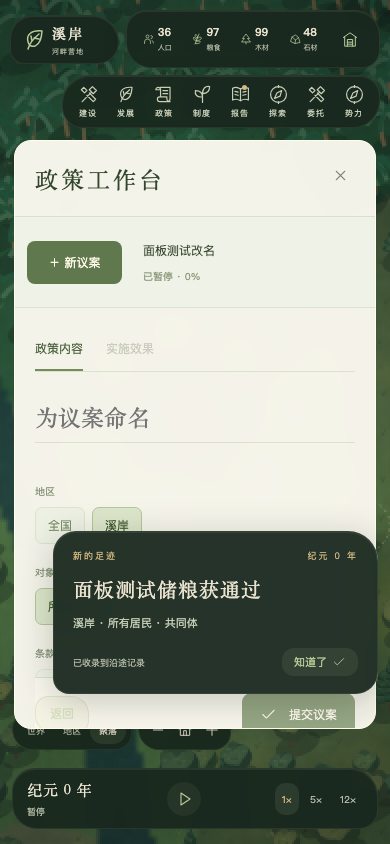 溪岸
河畔营地
36
人口
97
粮食
99
木材
48
石材
建设
发展
政策
制度
报告
探索
委托
势力
政策工作台
+ 新议案
面板测试改名
已暂停 · 0%
政策内容
实施效果
为议案命名
地区
全国
溪岸
对象
新的足迹
纪元 0 年
面板测试储粮获通过
溪岸 · 所有居民 · 共同体
已收录到沿途记录
知道了
条款
返回
提交议案
世界
地区
聚落
纪元 0 年
暂停
1×
5×
12×